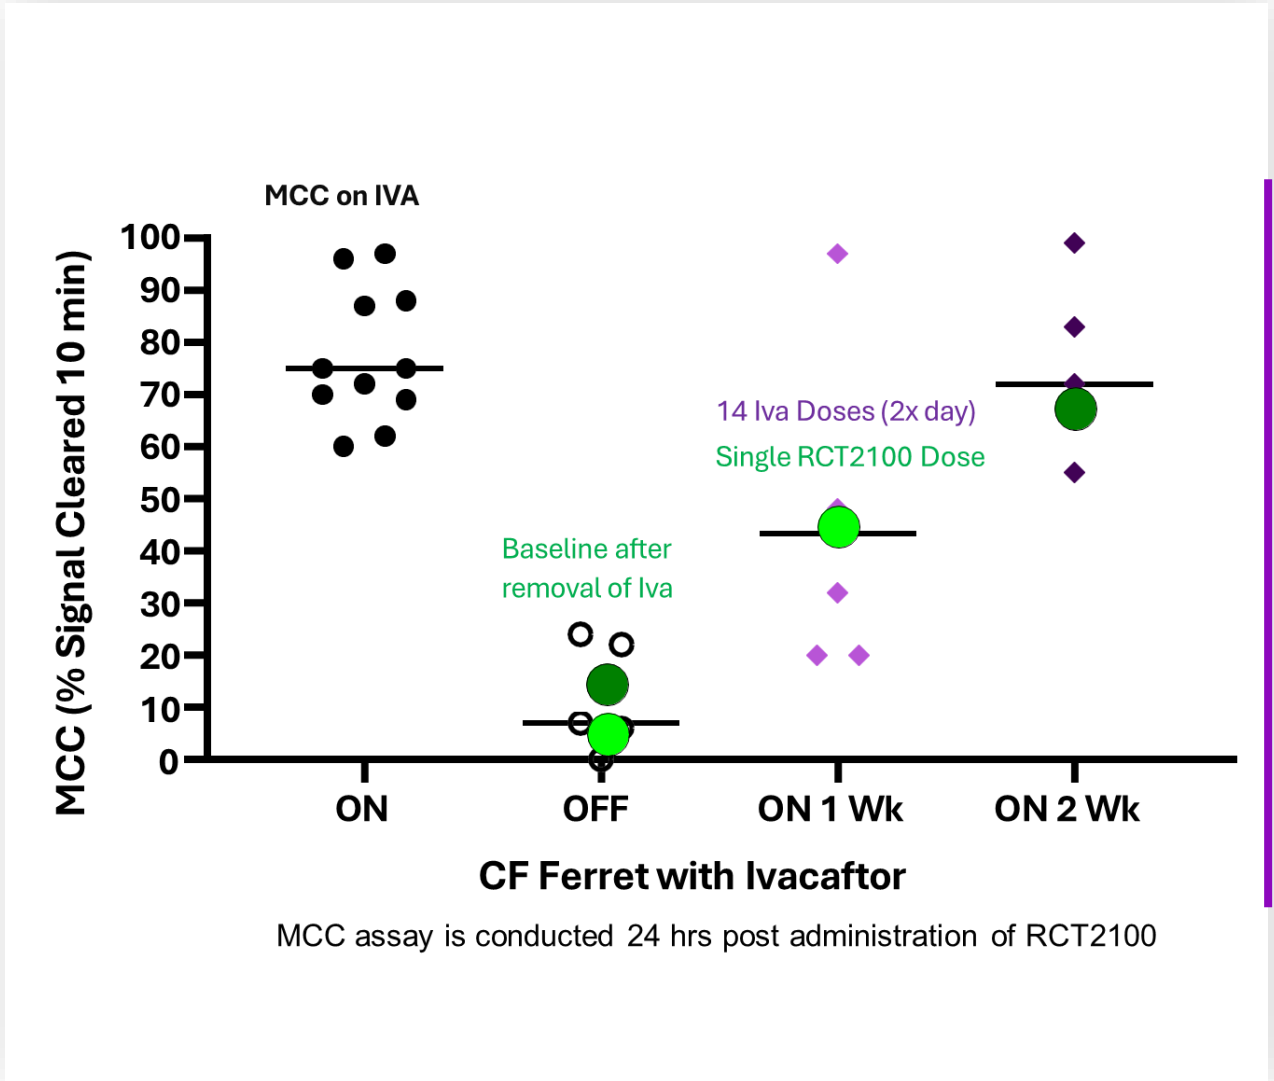 MCC on IVA
100
90
80
70
60
50
40
30
20
10
0
MCC (% Signal Cleared 10 min)
14 Iva Doses (2x day)
Single RCT2100 Dose
Baseline after
removal of Iva
ON
OFF
ON 1 Wk
ON 2 Wk
CF Ferret with Ivacaftor
MCC assay is conducted 24 hrs post administration of RCT2100